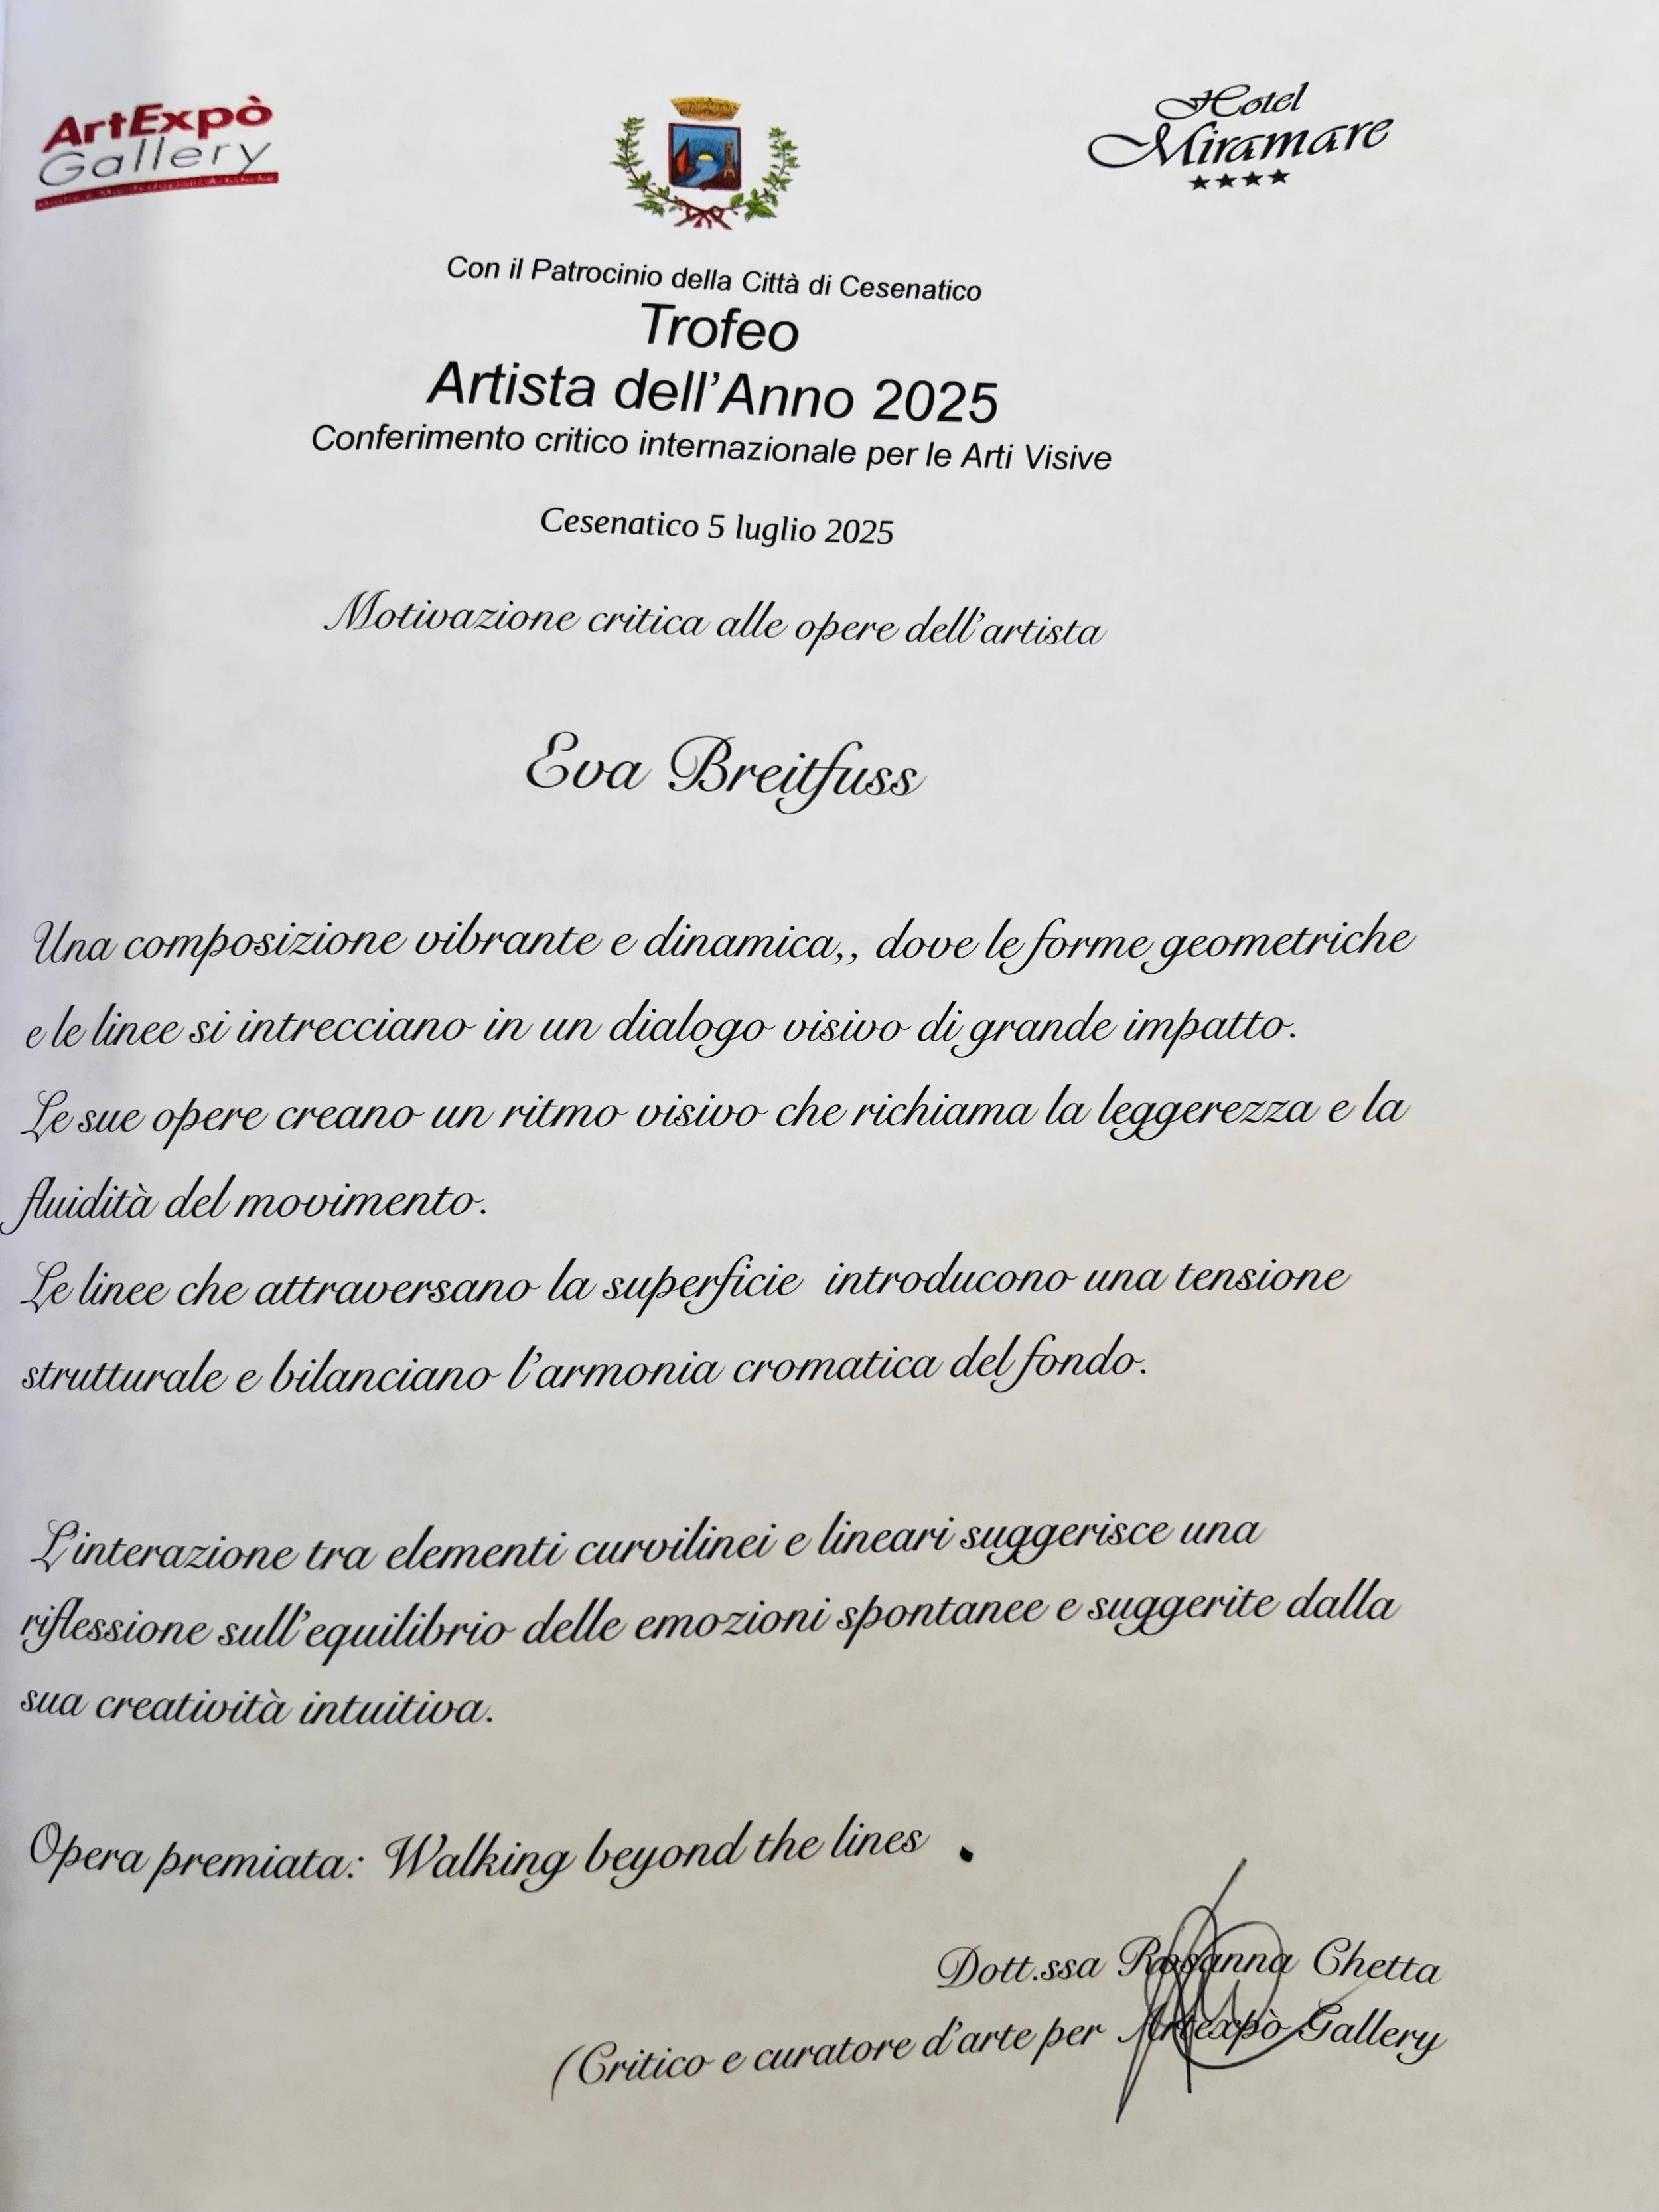 ArtExpò
Gallery
Hotel
Miramare
Con il Patrocinio della Città di Cesenatico
Trofeo
Artista dell'Anno 2025
Conferimento critico internazionale per le Arti Visive
Cesenatico 5 luglio 2025
Motivazione critica alle opere dell'artista
Eva Breitfuss
Una composizione vibrante e dinamica,, dove le forme geometriche
e le linee si intrecciano in un dialogo visivo di grande impatto.
Le sue opere creano un ritmo visivo che richiama la leggerezza e la
fluidità del movimento.
Le linee che attraversano la superficie introducono una tensione
strutturale e bilanciano l'armonia cromatica del fondo.
L'interazione tra elementi curvilinei e lineari suggerisce una
riflessione sull'equilibrio delle emozioni spontanee e suggerite dalla
sua creatività intuitiva.
Opera premiata: Walking beyond the lines .
Dott.ssa Rosanna Chetta
(Critico e curatore d'arte per Artexpò Gallery